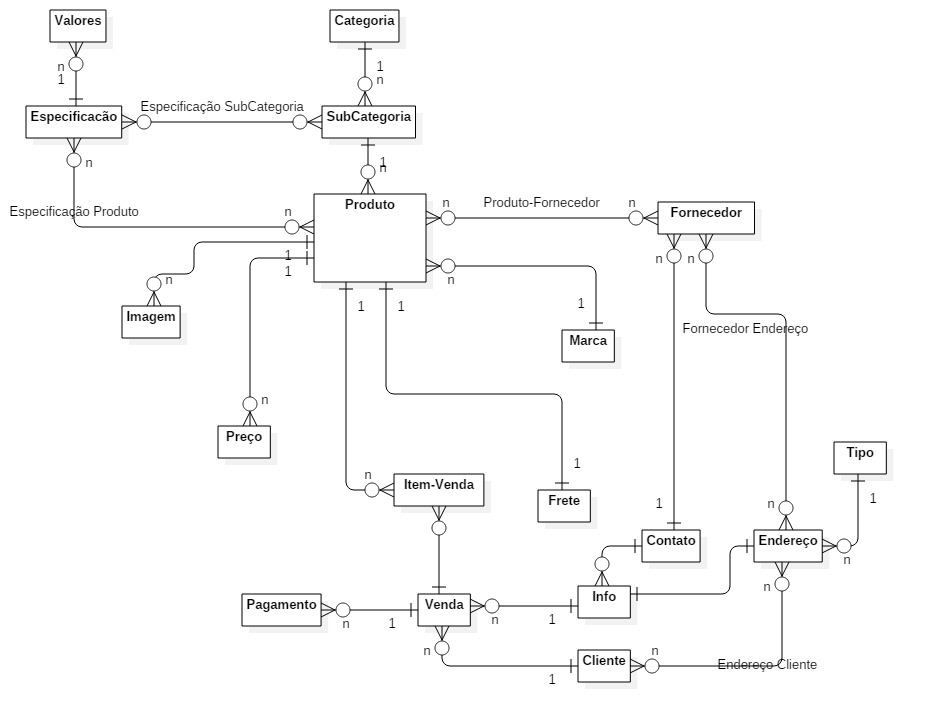 Valores
Categoria
n
1
1
n
Especificação SubCategoria
Especificacão
SubCategoria
n
1
n
Especificação Produto
n
Produto
n
Produto-Fornecedor
n
Fornecedor
1
1
n
n
n
n
Imagem
1
1
1
Marca
Fornecedor Endereço
n
Preço
Tipo
1
n
Item-Venda
1
Frete
1
n
1
Contato
Endereço
n
n
Pagamento
n
1
Venda
n
1
Info
n
n
1
Cliente
n
Endereço Cliente